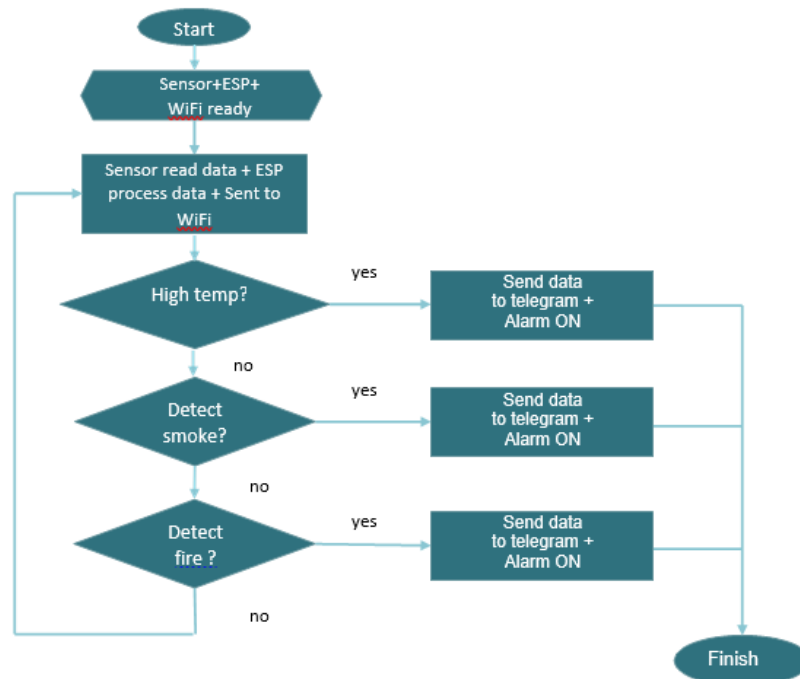 Start
Sensor+ESP+
WiFi ready
Sensor read data + ESP
process data + Sent to
WiFi
High temp?
yes
Send data
to telegram +
Alarm ON
no
Detect
smoke?
yes
Send data
to telegram +
Alarm ON
no
Detect
fire ?
yes
Send data
to telegram +
Alarm ON
no
Finish